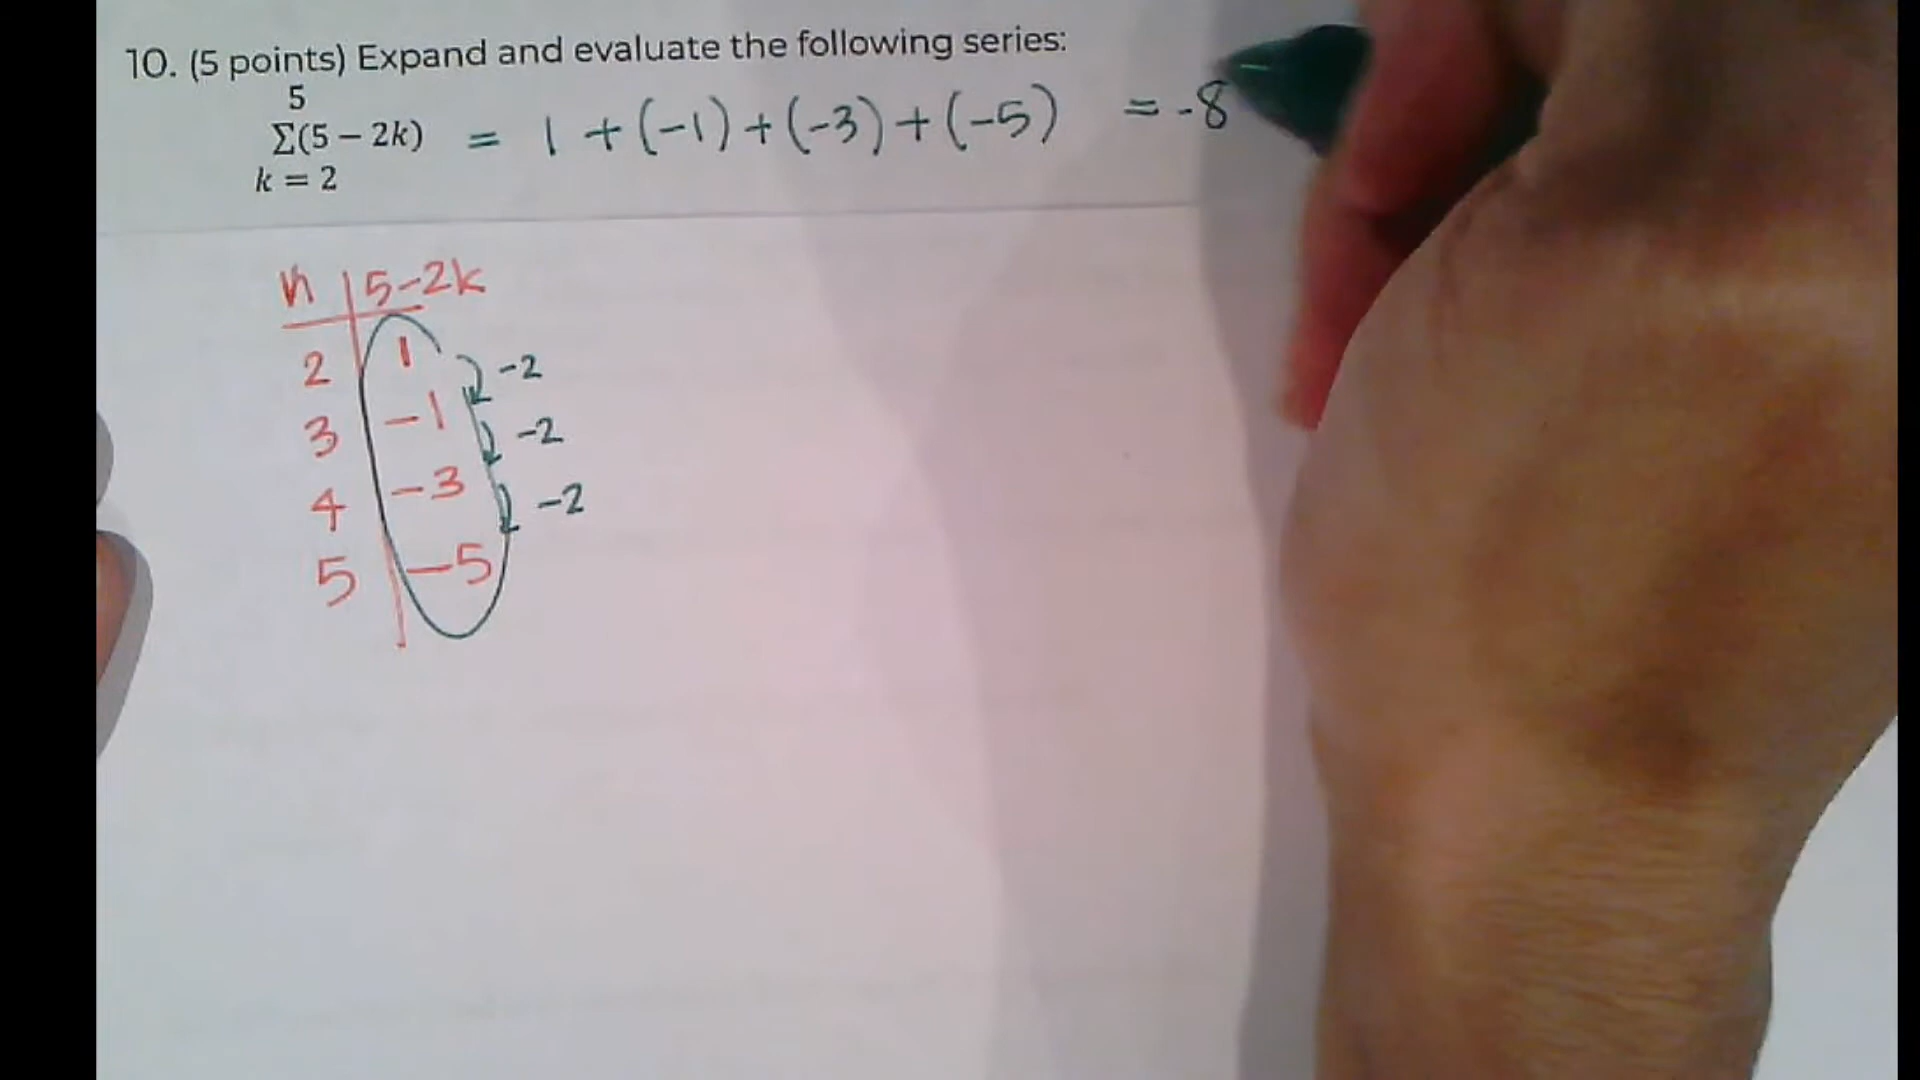 10. (5 points) Expand and evaluate the following series:
5
Σ(5 – 2k) = 1 + (-1) + (-3) + (-5) = -8
k = 2
n 5-2k
2 1 -2
3 -1 -2
4 -3 -2
5 -5